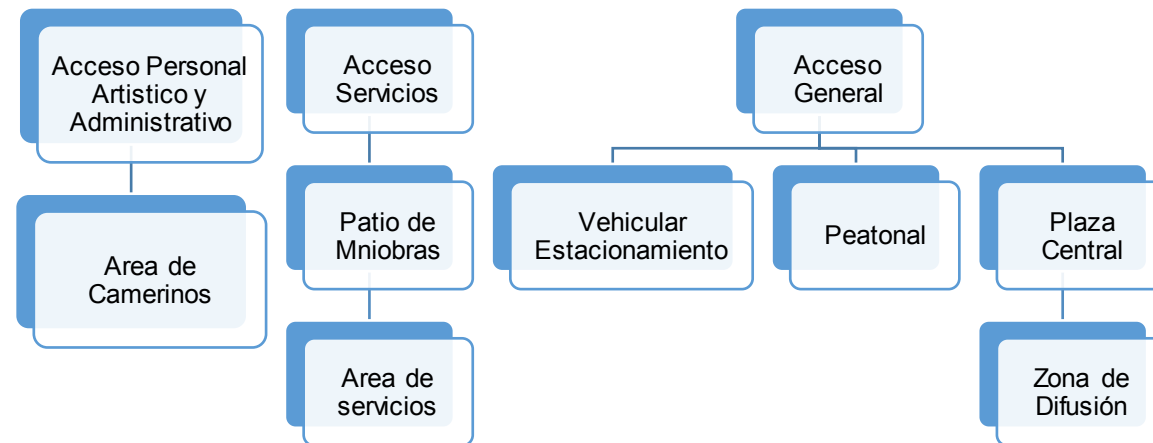 Acceso Personal
Artistico y
Administrativo
Acceso
Servicios
Acceso
General
Area de
Camerinos
Patio de
Mniobras
Vehicular
Estacionamiento
Peatonal
Plaza
Central
Area de
servicios
Zona de
Difusión